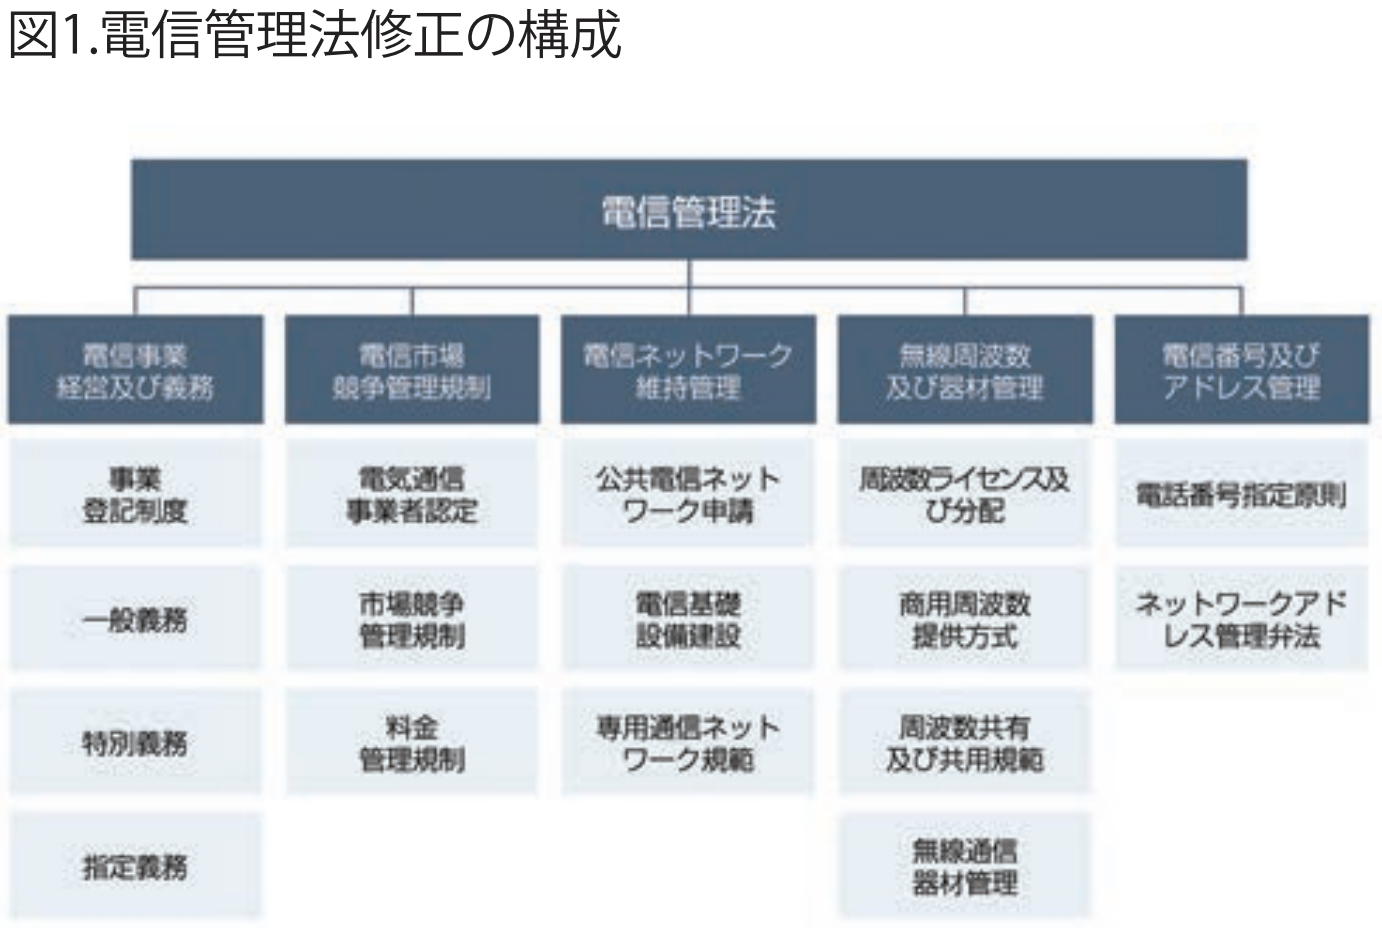 図1.電信管理法修正の構成
電信管理法
電信事業
経営及び義務
電信市場
競争管理規制
電信ネットワーク
維持管理
無線周波数
及び器材管理
電信番号及び
アドレス管理
事業
登記制度
一般義務
特別義務
指定義務
電気通信
事業者認定
市場競争
管理規制
料金
管理規制
公共電信ネット
ワーク申請
電信基礎
設備建設
専用通信ネット
ワーク規範
周波数ライセンス及
び分配
商用周波数
提供方式
周波数共有
及び共用規範
無線通信
器材管理
電話番号指定原則
ネットワークアド
レス管理弁法